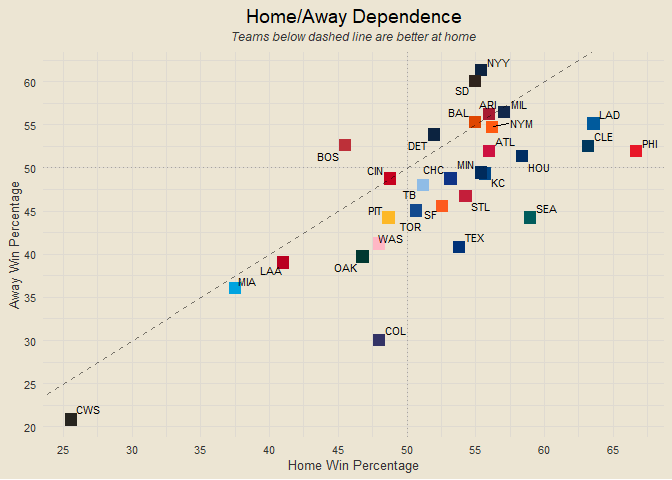 Home/Away Dependence
Teams below dashed line are better at home
Away Win Percentage
60
55
50
45
40
35
30
25
20
NYY
SD
ARI
MIL
BAL
NYM
LAD
DET
CLE
BOS
ATL
PHI
CIN
CHC
MIN
HOU
KC
TB
PIT
SF
STL
SEA
TOR
WAS
TEX
OAK
LAA
MIA
COL
CWS
25
30
35
40
45
50
55
60
65
Home Win Percentage